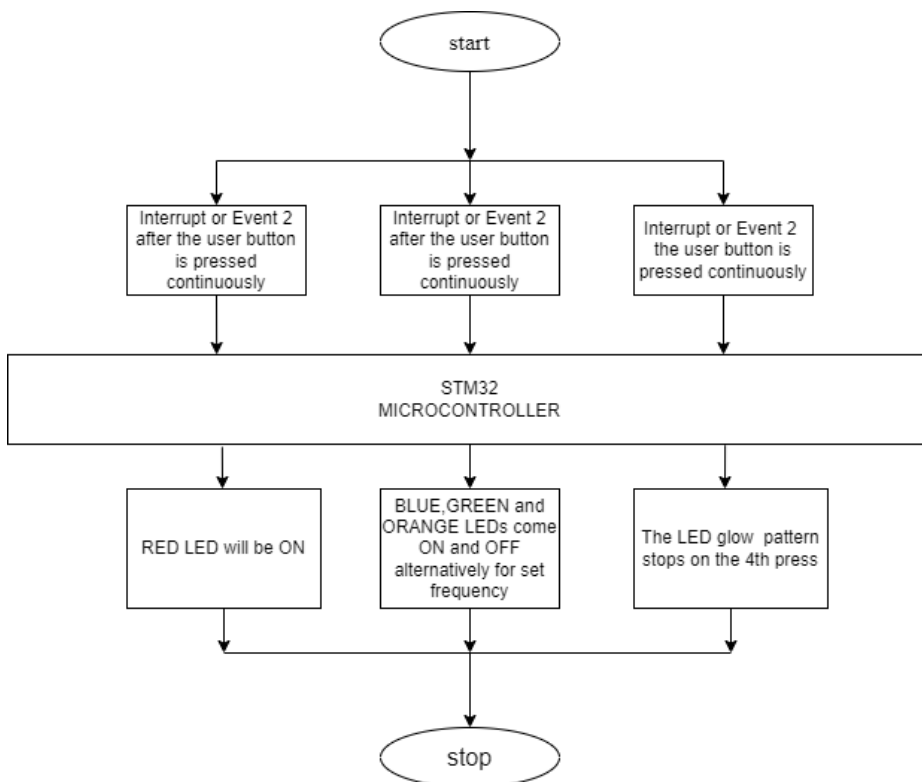 start
Interrupt or Event 2
after the user button
is pressed
continuously
Interrupt or Event 2
after the user button
is pressed
continuously
Interrupt or Event 2
the user button is
pressed continuously
STM32
MICROCONTROLLER
RED LED will be ON
BLUE,GREEN and
ORANGE LEDs come
ON and OFF
alternatively for set
frequency
The LED glow pattern
stops on the 4th press
stop